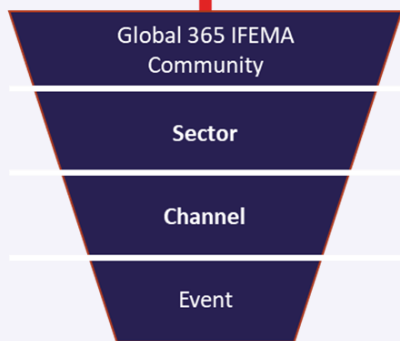 Global 365 IFEMA
Community
Sector
Channel
Event